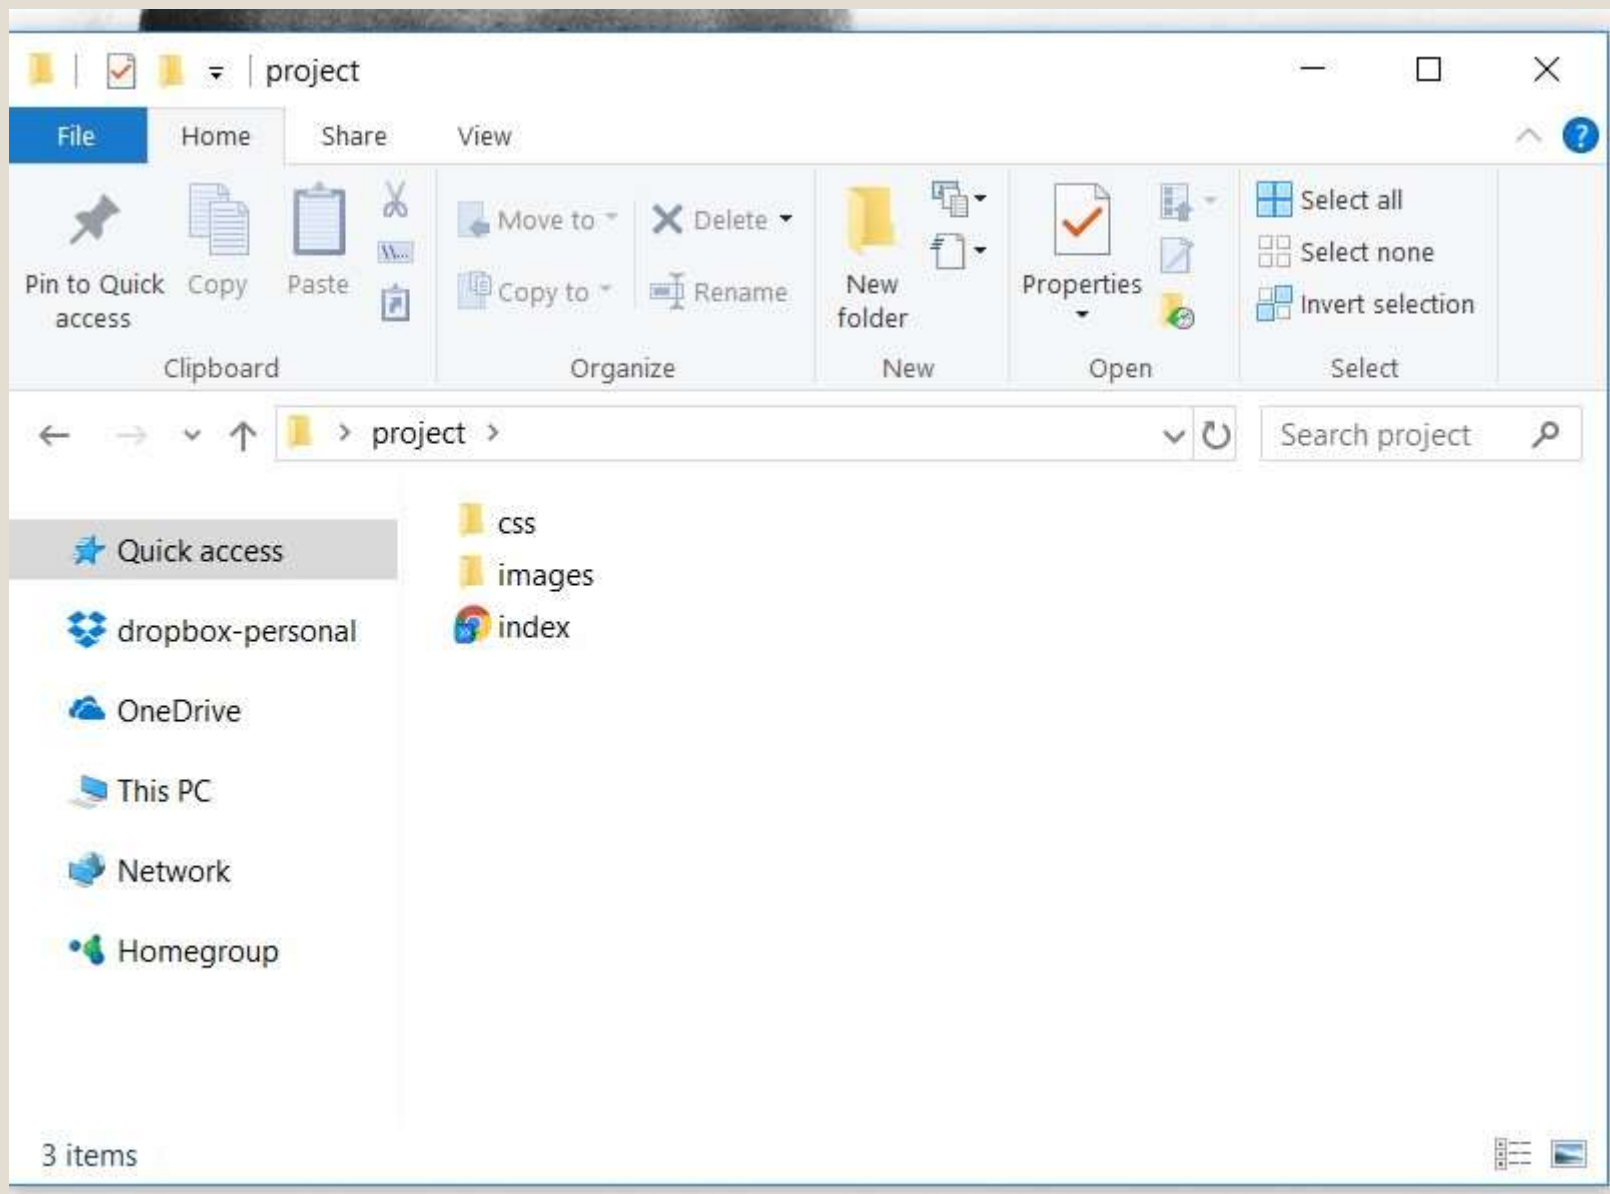 project
File Home Share View
Pin to Quick access
Copy
Paste
Clipboard
Move to
Copy to
Delete
Rename
Organize
New folder
New
Properties
Open
Select all
Select none
Invert selection
Select
project
Search project
Quick access
dropbox-personal
OneDrive
This PC
Network
Homegroup
css
images
index
3 items